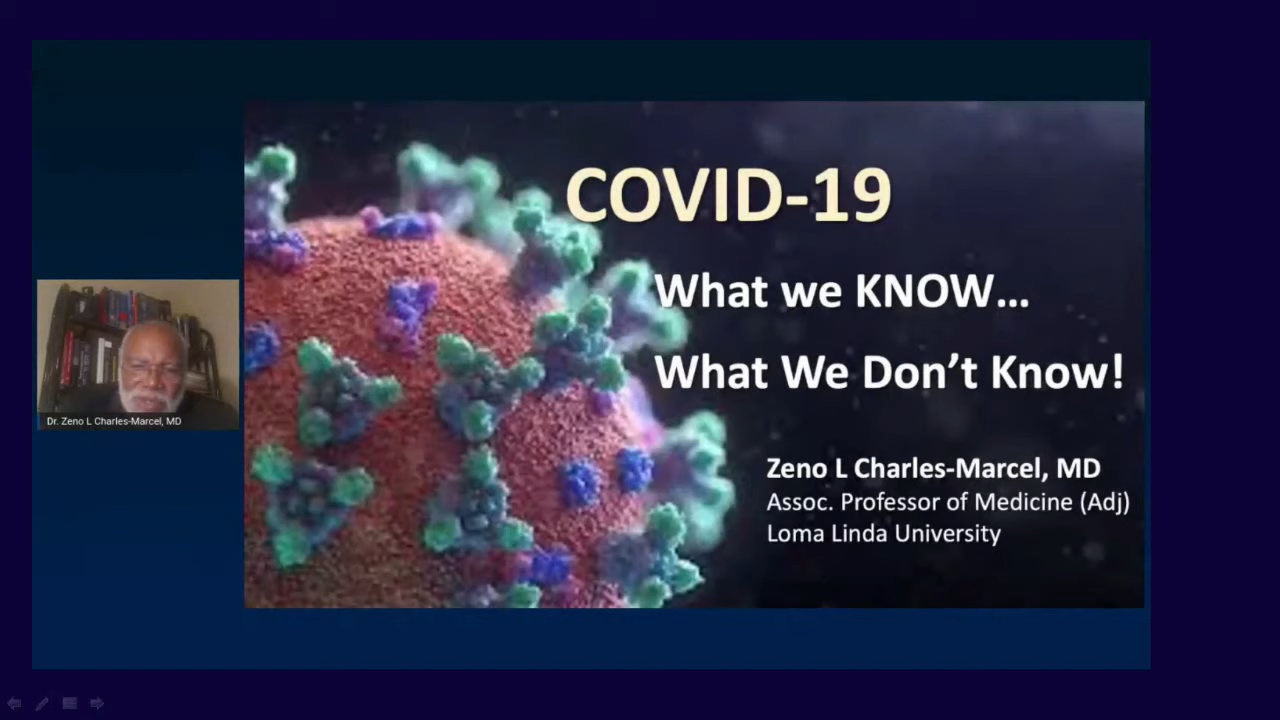 COVID-19
What we KNOW...
What We Don't Know!
Zeno L Charles-Marcel, MD
Assoc. Professor of Medicine (Adj)
Loma Linda University
Dr. Zeno L Charles-Marcel, MD